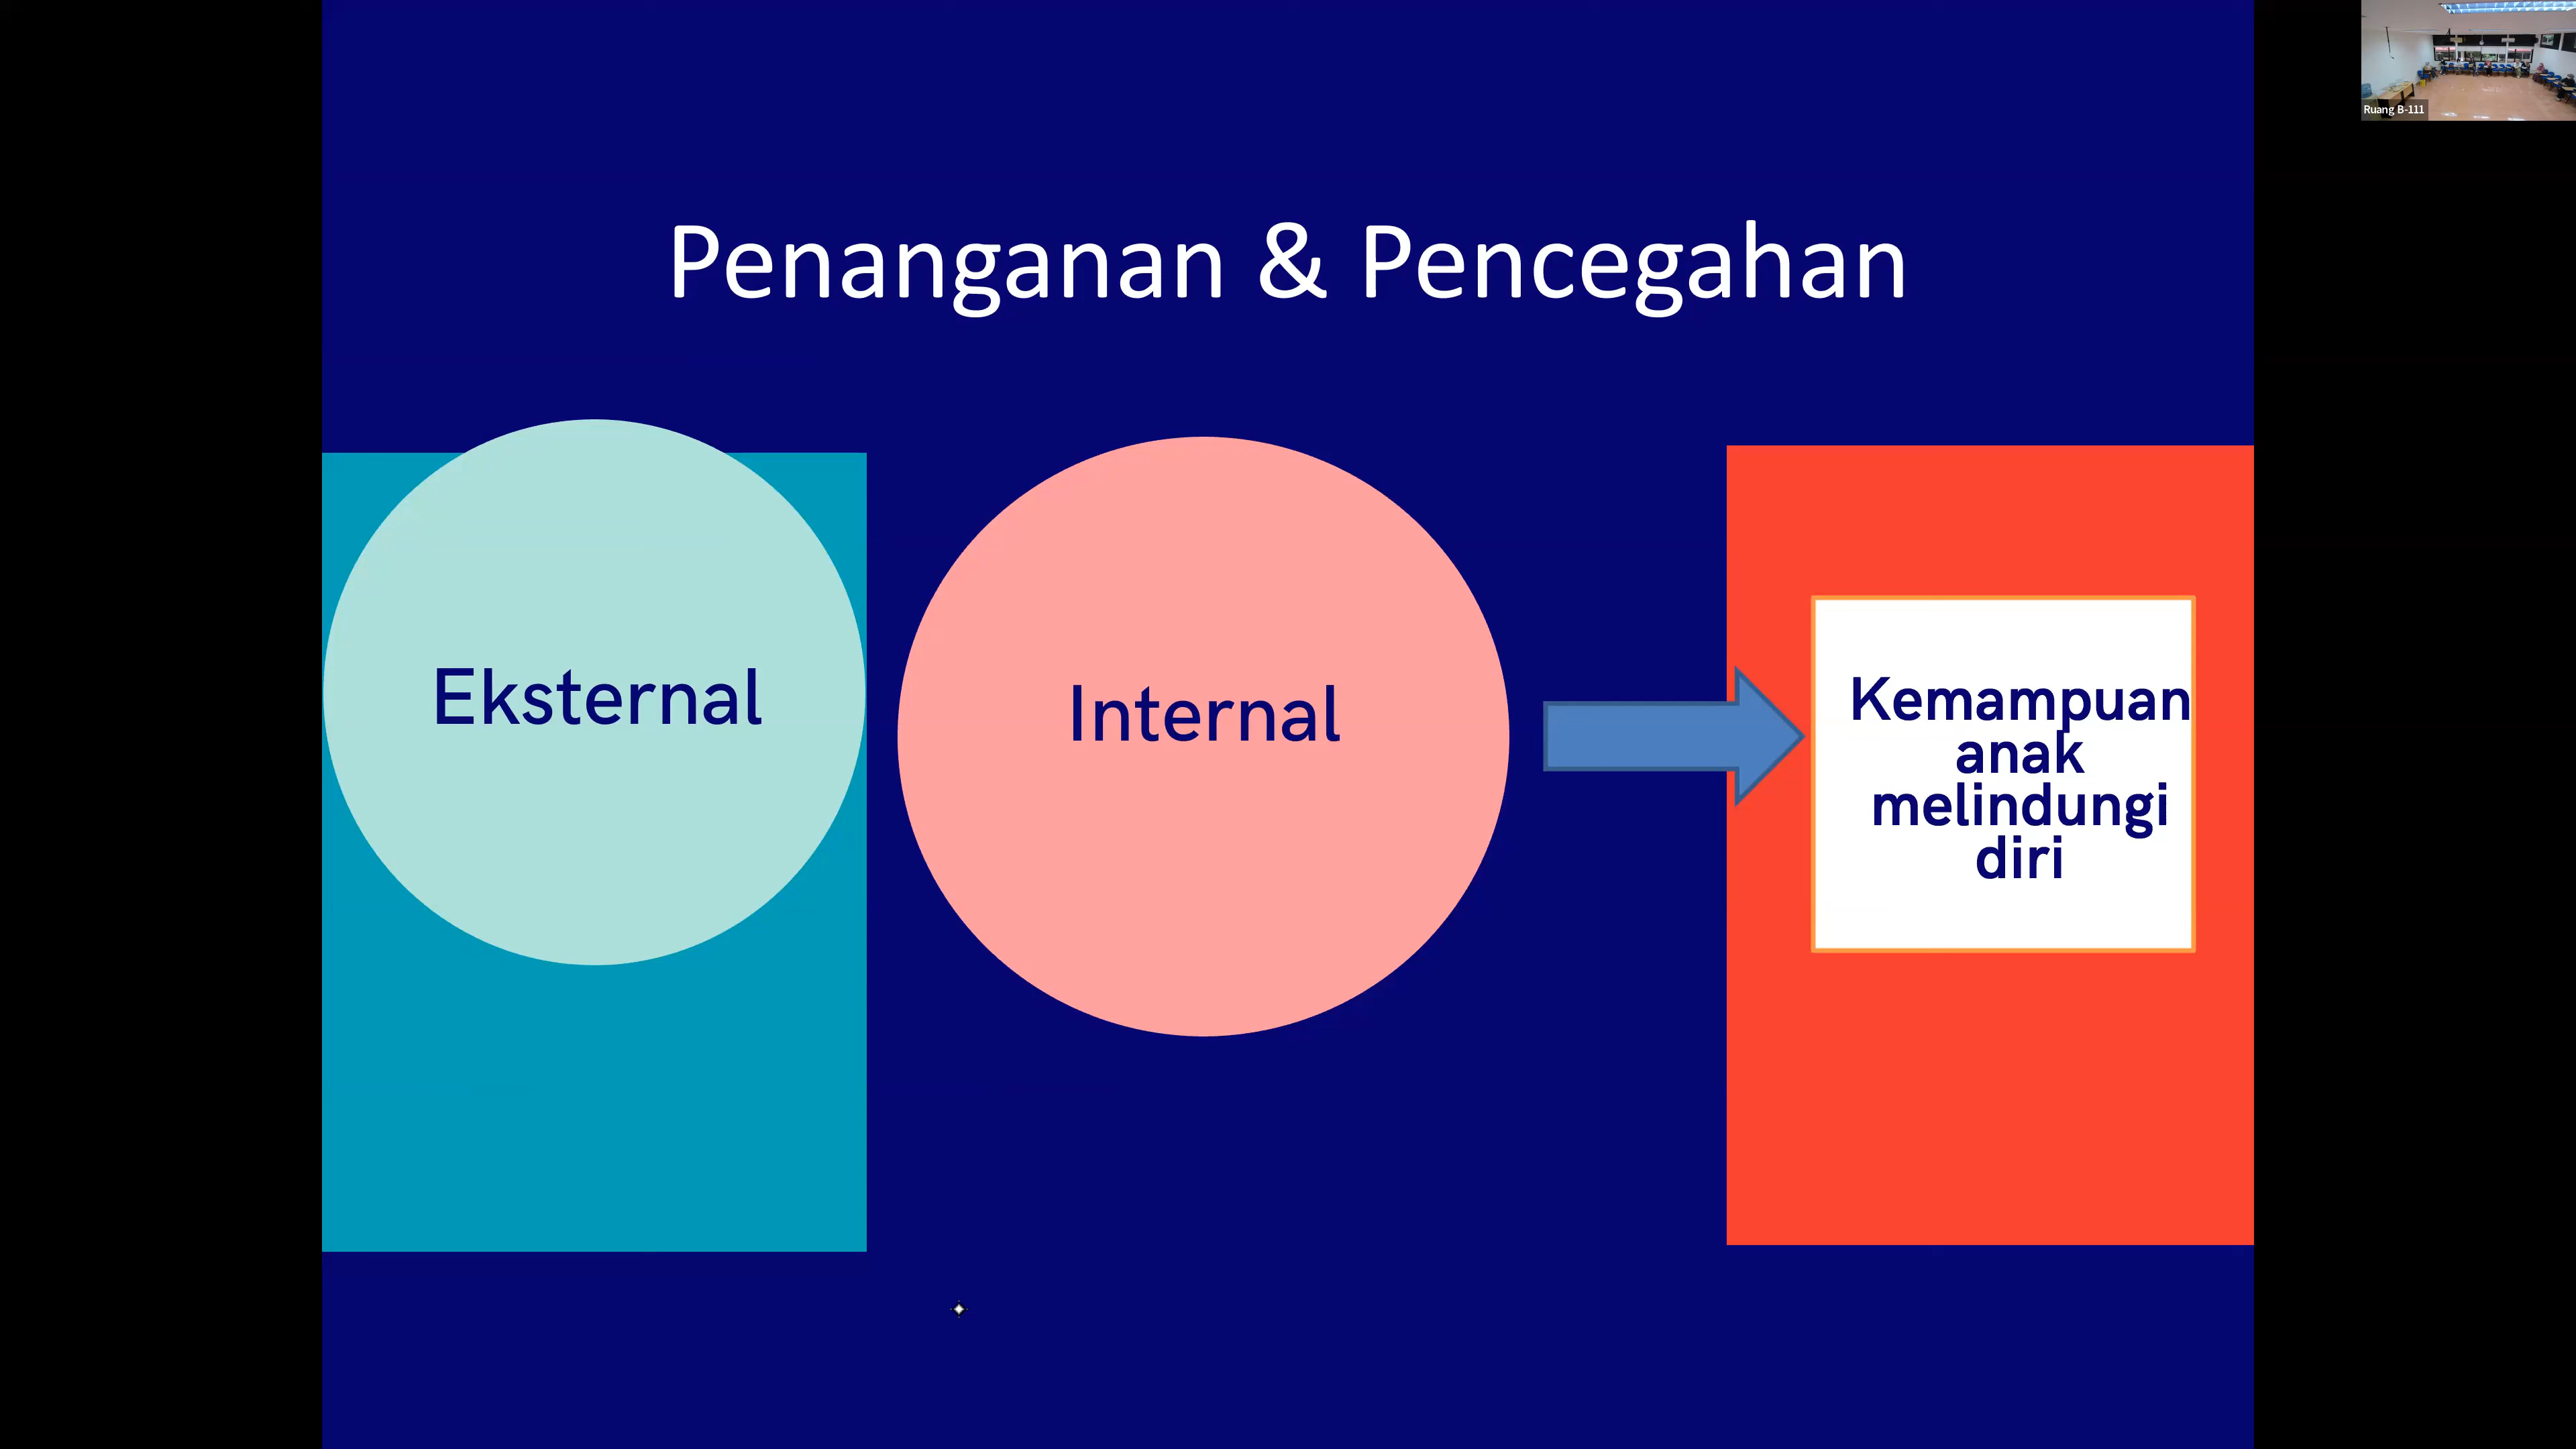 Ruang B-111
Penanganan & Pencegahan
Eksternal
Internal
Kemampuan
anak
melindungi
diri